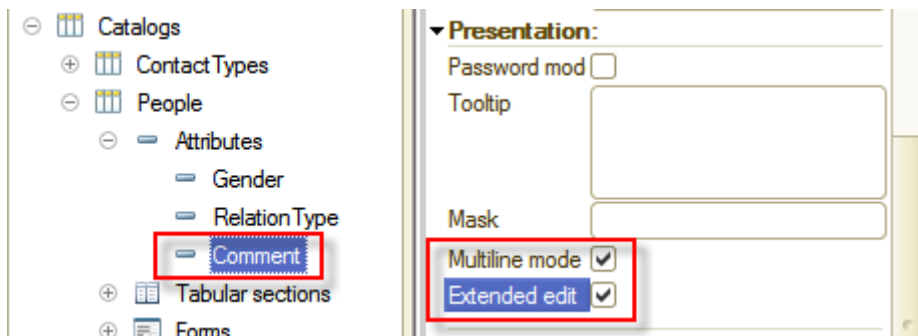 Catalogs
ContactTypes
People
Attributes
Gender
RelationType
Comment
Tabular sections
Forms
Presentation:
Password mod
Tooltip
Mask
Multiline mode
Extended edit